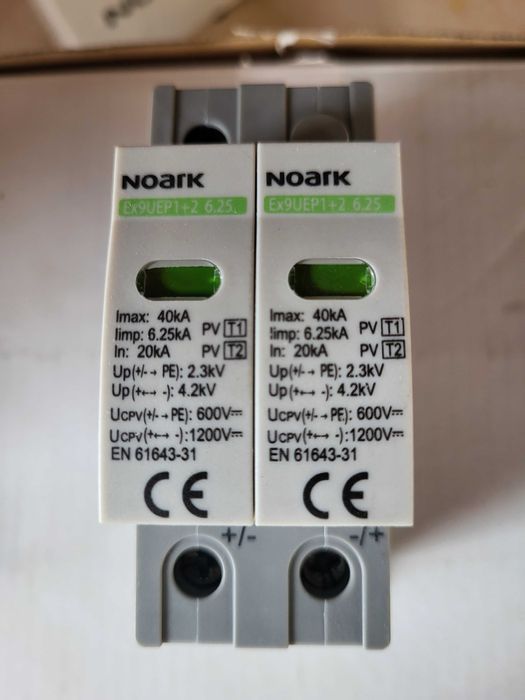 NOARK
Ex9UEP1+2 6.25
Imax: 40kA
Iimp: 6.25kA PV T1
In: 20kA PV T2
Up(+/-→ PE): 2.3kV
Up(+←→ -): 4.2kV
UCPV(+/-→ PE): 600V⎓
UCPV(+←→ -):1200V⎓
EN 61643-31
CE
NOARK
Ex9UEP1+2 6.25
Imax: 40kA
Iimp: 6.25kA PV T1
In: 20kA PV T2
Up(+/-→ PE): 2.3kV
Up(+←→ -): 4.2kV
UCPV(+/-→ PE): 600V⎓
UCPV(+←→ -):1200V⎓
EN 61643-31
CE
+/-
-/+